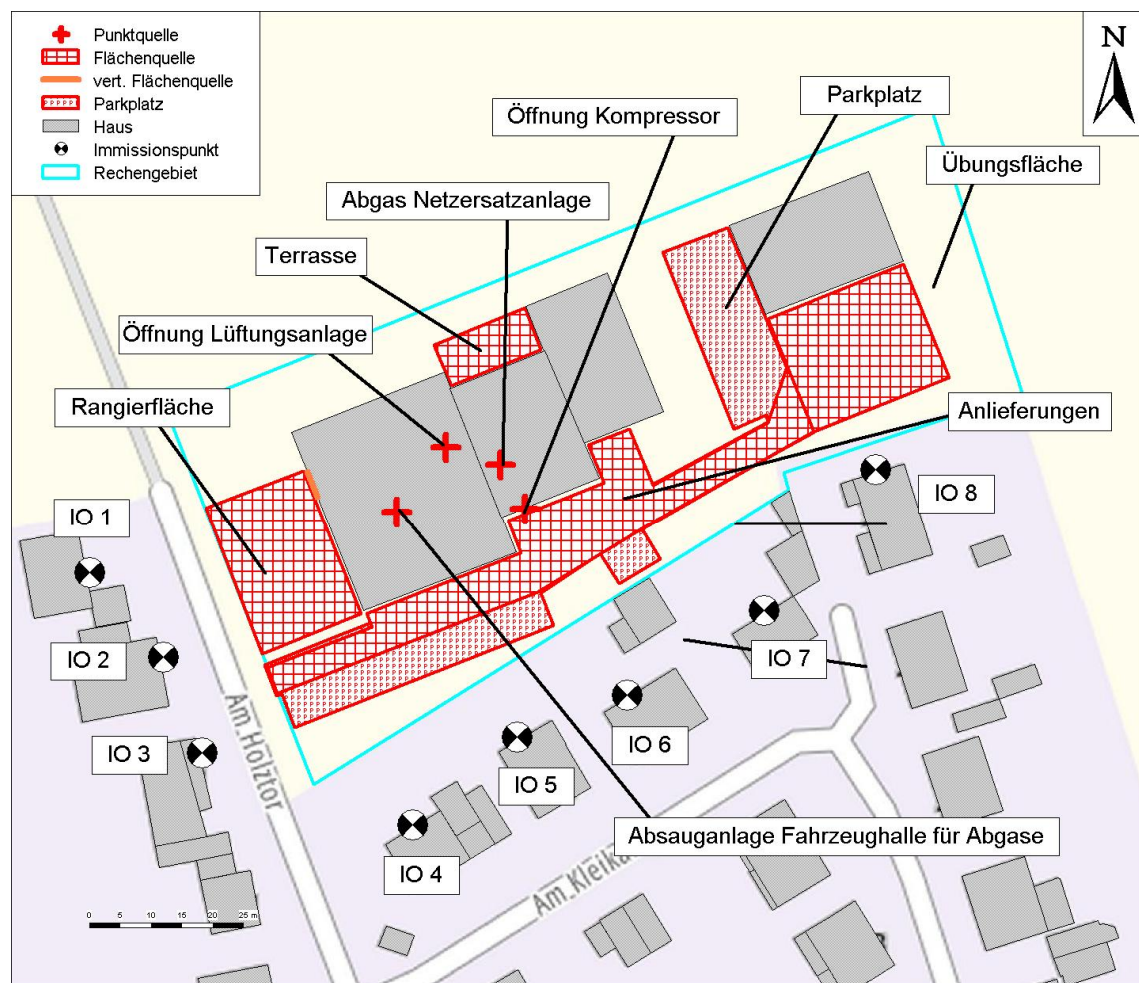 Punktquelle
Flächenquelle
vert. Flächenquelle
Parkplatz
Haus
Immissionspunkt
Rechengebiet
N
Öffnung Kompressor
Parkplatz
Abgas Netzersatzanlage
Übungsfläche
Terrasse
Öffnung Lüftungsanlage
Rangierfläche
Anlieferungen
IO 1
IO 8
IO 2
IO 7
IO 3
IO 6
IO 5
IO 4
Am Holztor
Absauganlage Fahrzeughalle für Abgase
Am
0 5 10 15 20 25 m